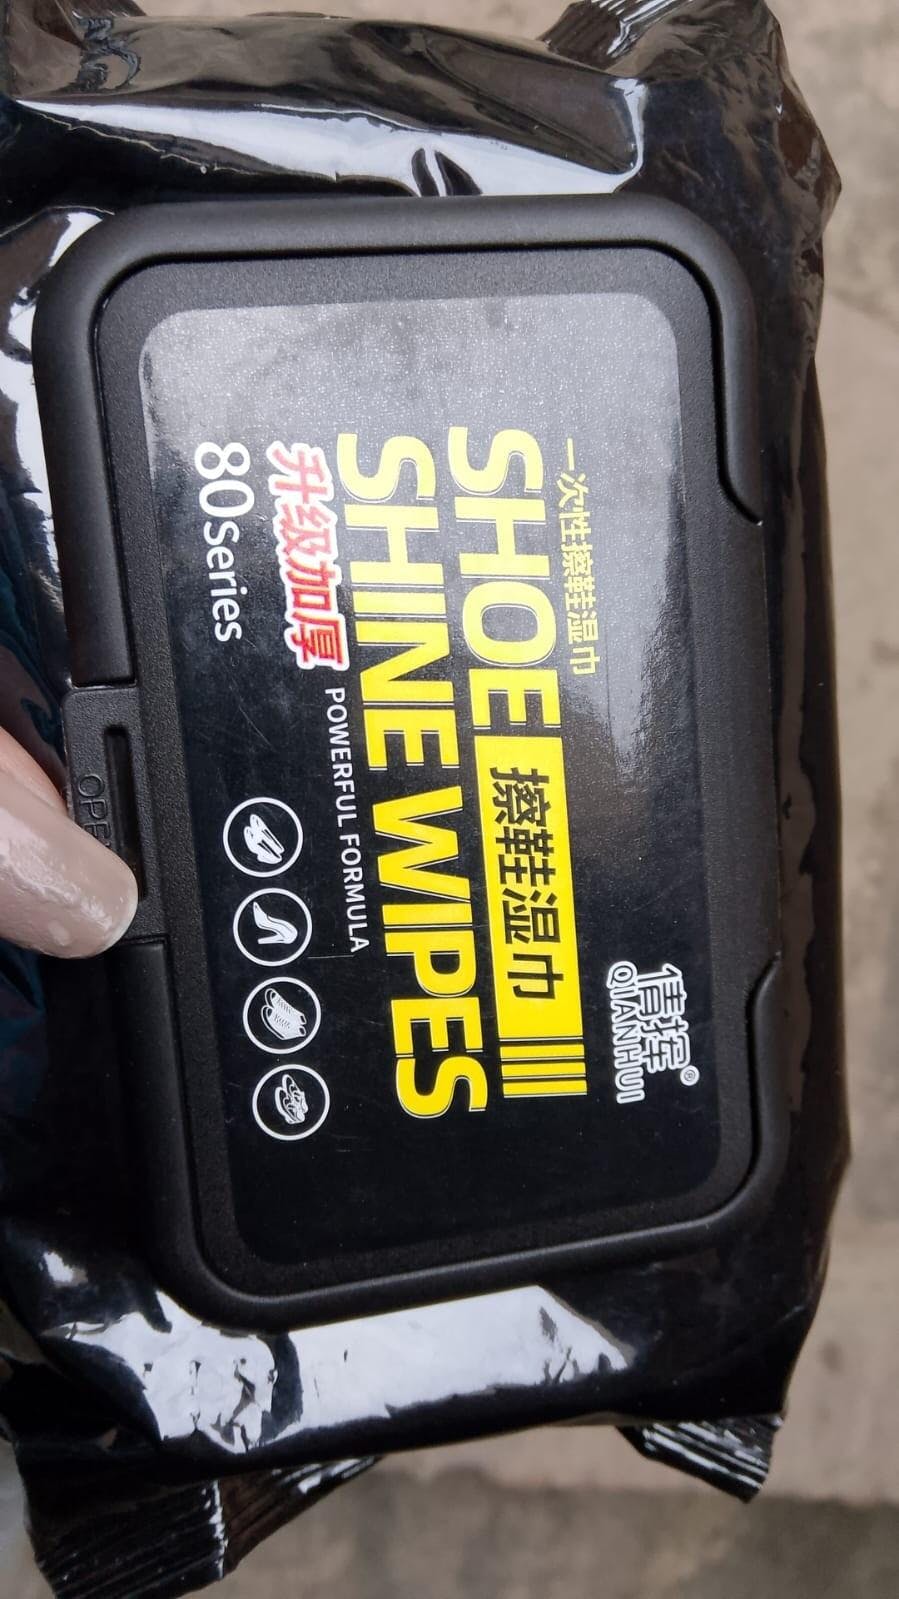 倩挥®
QIANHUI
一次性擦鞋湿巾
SHOE 擦鞋湿巾
SHINE WIPES
升级加厚 POWERFUL FORMULA
80series